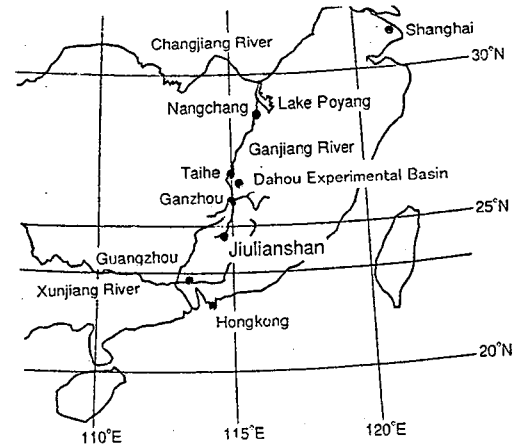 Changjiang River
Shanghai
30°N
Nangchang
Lake Poyang
Ganjiang River
Taihe
Dahou Experimental Basin
Ganzhou
25°N
Guangzhou
Jiulianshan
Xunjiang River
Hongkong
20°N
110°E
115°E
120°E